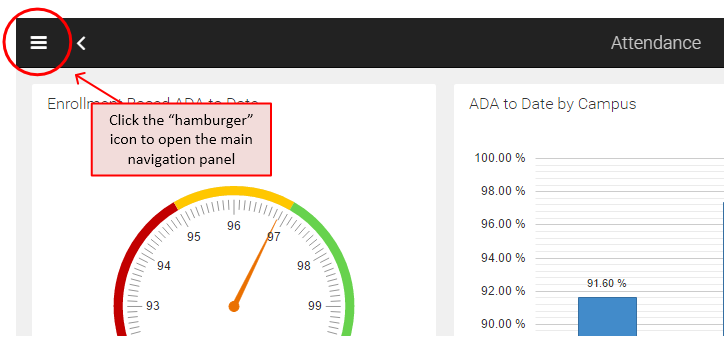 Attendance
Enrollment Based ADA to Date
ADA to Date by Campus
Click the “hamburger”
icon to open the main
navigation panel
93
94
95
96
97
98
99
100.00 %
98.00 %
96.00 %
94.00 %
92.00 %
90.00 %
91.60 %